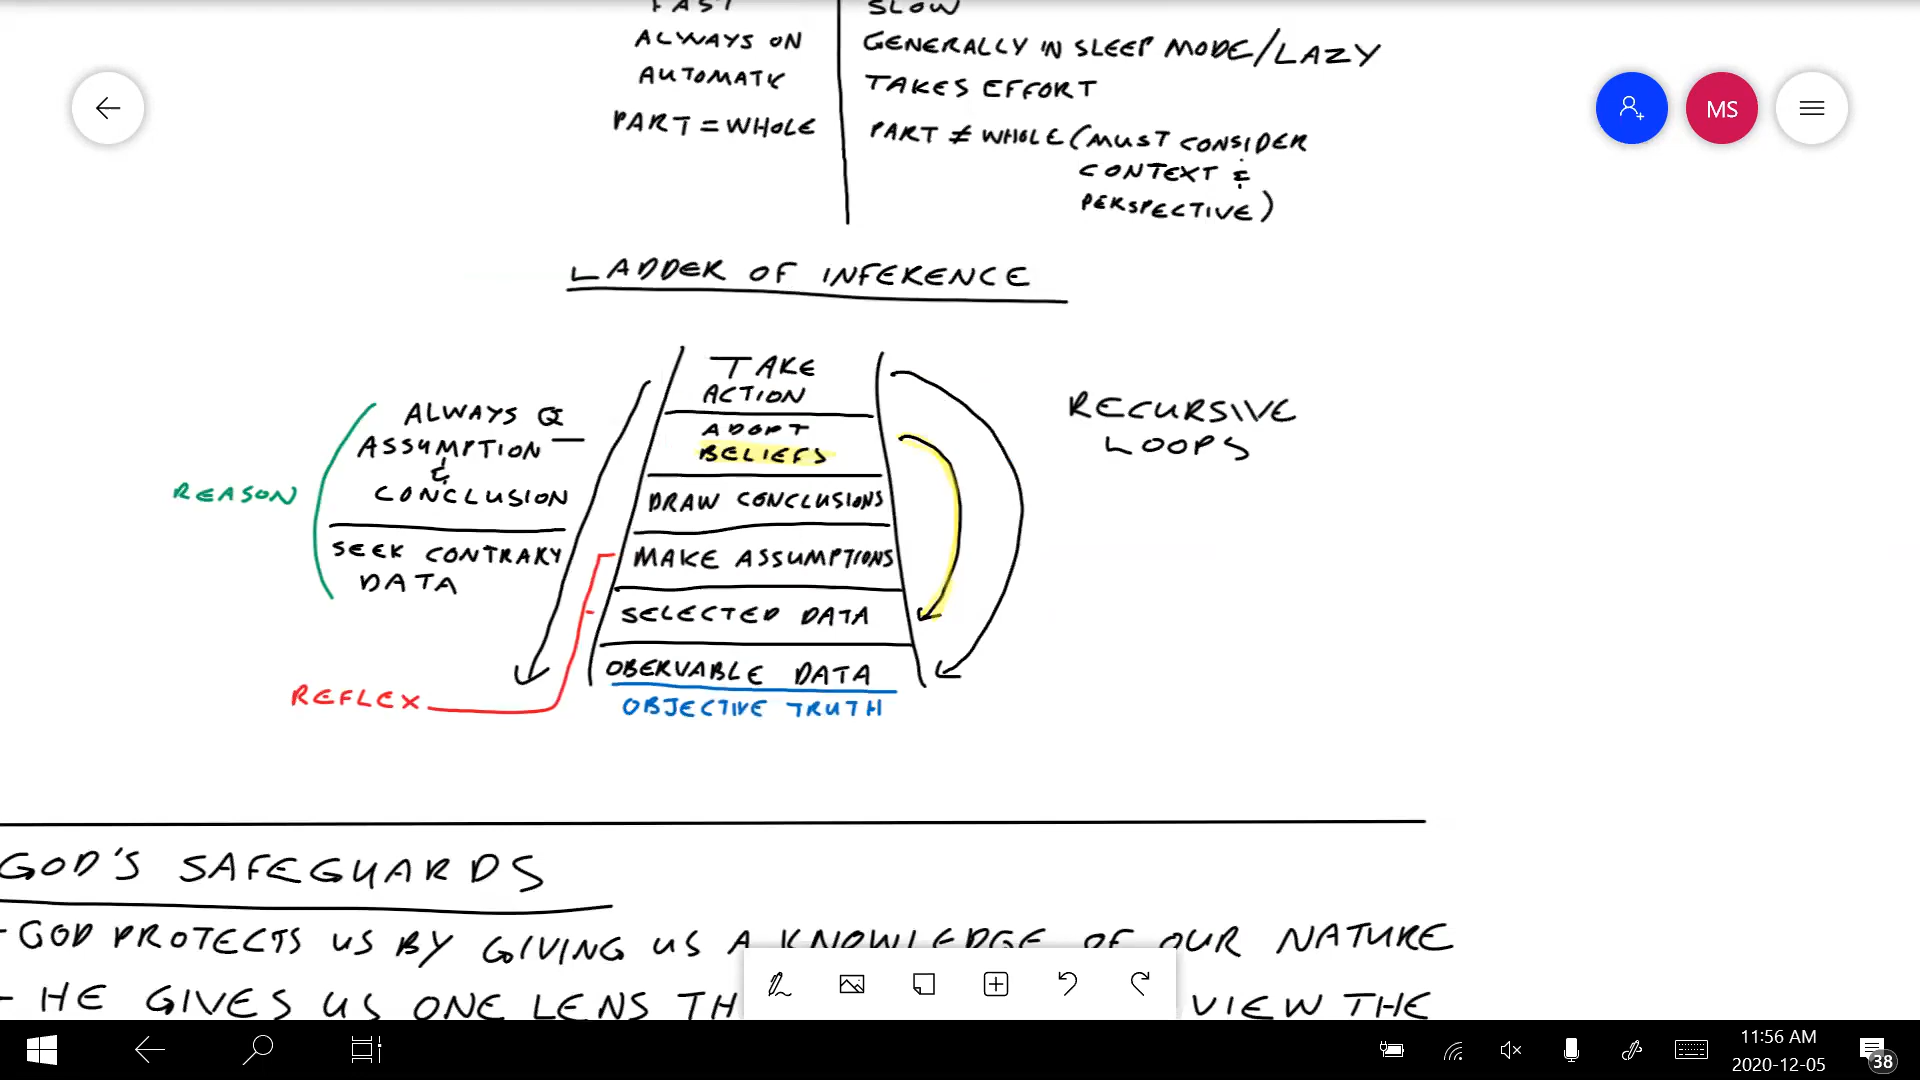 FAST
SLOW
ALWAYS ON
GENERALLY IN SLEEP MODE/LAZY
AUTOMATIC
TAKES EFFORT
PART = WHOLE
PART ≠ WHOLE (MUST CONSIDER
CONTEXT &
PERSPECTIVE)
MS
LADDER OF INFERENCE
TAKE
ACTION
ADOPT
BELIEFS
DRAW CONCLUSIONS
MAKE ASSUMPTIONS
SELECTED DATA
OBERVABLE DATA
OBJECTIVE TRUTH
RECURSIVE
LOOPS
ALWAYS Q
ASSUMPTION
&
CONCLUSION
SEEK CONTRARY
DATA
REASON
REFLEX
GOD'S SAFEGUARDS
- GOD PROTECTS US BY GIVING US A KNOWLEDGE OF OUR NATURE
- HE GIVES US ONE LENS TH
VIEW THE
11:56 AM
2020-12-05
38